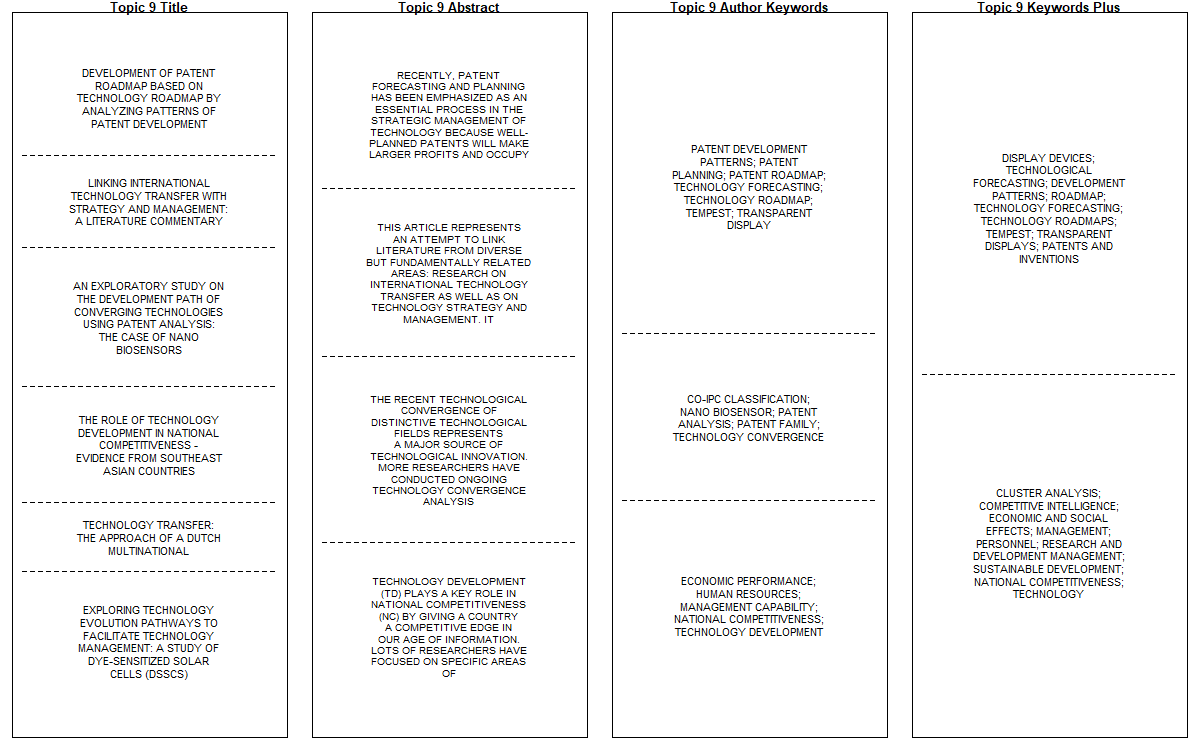 Topic 9 Title
DEVELOPMENT OF PATENT
ROADMAP BASED ON
TECHNOLOGY ROADMAP BY
ANALYZING PATTERNS OF
PATENT DEVELOPMENT
LINKING INTERNATIONAL
TECHNOLOGY TRANSFER WITH
STRATEGY AND MANAGEMENT:
A LITERATURE COMMENTARY
AN EXPLORATORY STUDY ON
THE DEVELOPMENT PATH OF
CONVERGING TECHNOLOGIES
USING PATENT ANALYSIS:
THE CASE OF NANO
BIOSENSORS
THE ROLE OF TECHNOLOGY
DEVELOPMENT IN NATIONAL
COMPETITIVENESS -
EVIDENCE FROM SOUTHEAST
ASIAN COUNTRIES
TECHNOLOGY TRANSFER:
THE APPROACH OF A DUTCH
MULTINATIONAL
EXPLORING TECHNOLOGY
EVOLUTION PATHWAYS TO
FACILITATE TECHNOLOGY
MANAGEMENT: A STUDY OF
DYE-SENSITIZED SOLAR
CELLS (DSSCS)
Topic 9 Abstract
RECENTLY, PATENT
FORECASTING AND PLANNING
HAS BEEN EMPHASIZED AS AN
ESSENTIAL PROCESS IN THE
STRATEGIC MANAGEMENT OF
TECHNOLOGY BECAUSE WELL-
PLANNED PATENTS WILL MAKE
LARGER PROFITS AND OCCUPY
THIS ARTICLE REPRESENTS
AN ATTEMPT TO LINK
LITERATURE FROM DIVERSE
BUT FUNDAMENTALLY RELATED
AREAS: RESEARCH ON
INTERNATIONAL TECHNOLOGY
TRANSFER AS WELL AS ON
TECHNOLOGY STRATEGY AND
MANAGEMENT. IT
THE RECENT TECHNOLOGICAL
CONVERGENCE OF
DISTINCTIVE TECHNOLOGICAL
FIELDS REPRESENTS
A MAJOR SOURCE OF
TECHNOLOGICAL INNOVATION.
MORE RESEARCHERS HAVE
CONDUCTED ONGOING
TECHNOLOGY CONVERGENCE
ANALYSIS
TECHNOLOGY DEVELOPMENT
(TD) PLAYS A KEY ROLE IN
NATIONAL COMPETITIVENESS
(NC) BY GIVING A COUNTRY
A COMPETITIVE EDGE IN
OUR AGE OF INFORMATION.
LOTS OF RESEARCHERS HAVE
FOCUSED ON SPECIFIC AREAS
OF
Topic 9 Author Keywords
PATENT DEVELOPMENT
PATTERNS; PATENT
PLANNING; PATENT ROADMAP;
TECHNOLOGY FORECASTING;
TECHNOLOGY ROADMAP;
TEMPEST; TRANSPARENT
DISPLAY
CO-IPC CLASSIFICATION;
NANO BIOSENSOR; PATENT
ANALYSIS; PATENT FAMILY;
TECHNOLOGY CONVERGENCE
ECONOMIC PERFORMANCE;
HUMAN RESOURCES;
MANAGEMENT CAPABILITY;
NATIONAL COMPETITIVENESS;
TECHNOLOGY DEVELOPMENT
Topic 9 Keywords Plus
DISPLAY DEVICES;
TECHNOLOGICAL
FORECASTING; DEVELOPMENT
PATTERNS; ROADMAP;
TECHNOLOGY FORECASTING;
TECHNOLOGY ROADMAPS;
TEMPEST; TRANSPARENT
DISPLAYS; PATENTS AND
INVENTIONS
CLUSTER ANALYSIS;
COMPETITIVE INTELLIGENCE;
ECONOMIC AND SOCIAL
EFFECTS; MANAGEMENT;
PERSONNEL; RESEARCH AND
DEVELOPMENT MANAGEMENT;
SUSTAINABLE DEVELOPMENT;
NATIONAL COMPETITIVENESS;
TECHNOLOGY